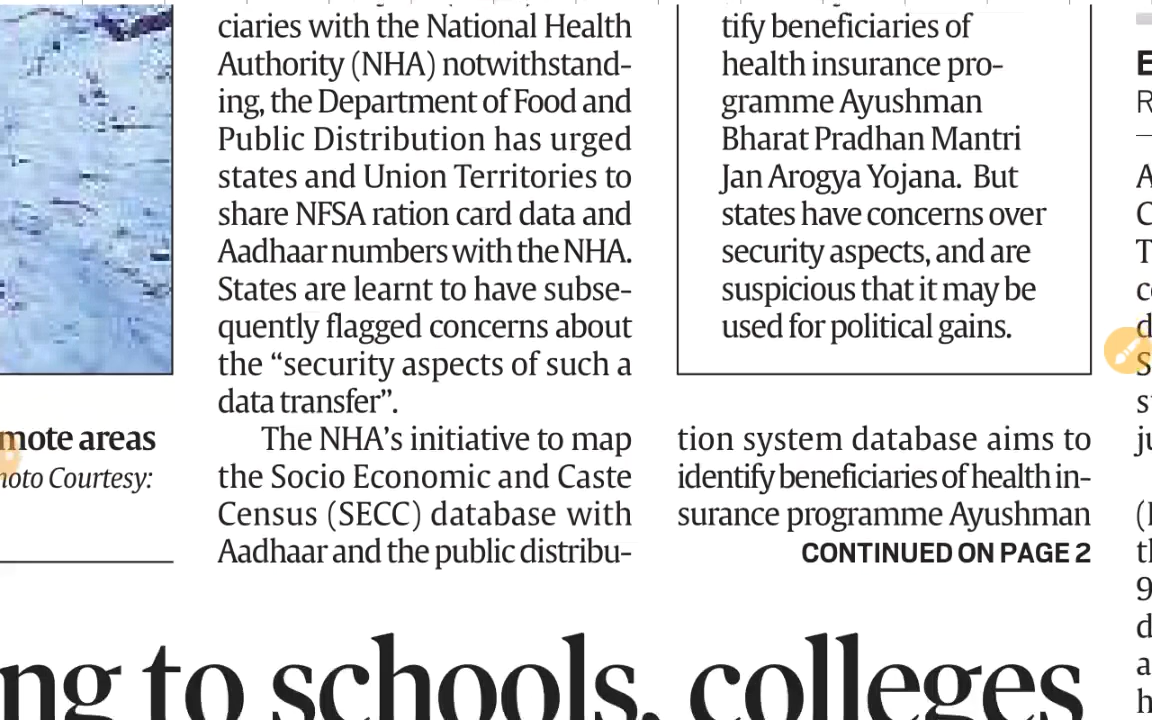 ciaries with the National Health
Authority (NHA) notwithstand-
ing, the Department of Food and
Public Distribution has urged
states and Union Territories to
share NFSA ration card data and
Aadhaar numbers with the NHA.
States are learnt to have subse-
quently flagged concerns about
the “security aspects of such a
data transfer”.
The NHA’s initiative to map
the Socio Economic and Caste
Census (SECC) database with
Aadhaar and the public distribu-
tify beneficiaries of
health insurance pro-
gramme Ayushman
Bharat Pradhan Mantri
Jan Arogya Yojana. But
states have concerns over
security aspects, and are
suspicious that it may be
used for political gains.
tion system database aims to
identify beneficiaries of health in-
surance programme Ayushman
CONTINUED ON PAGE 2
areas
Courtesy:
to schools, colleges